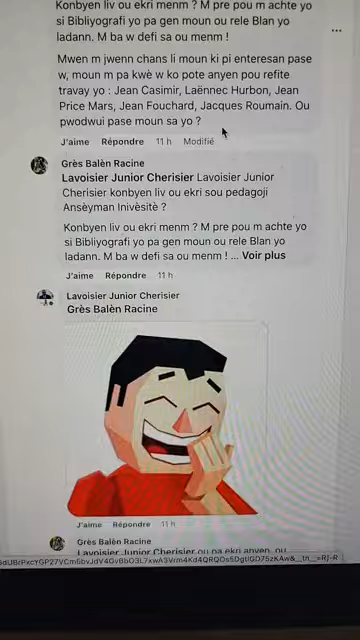 Konbyen liv ou ekri menm ? M pre pou m achte yo
si Bibliyografi yo pa gen moun ou rele Blan yo
ladann. M ba w defi sa ou menm !
Mwen m jwenn chans li moun ki pi enteresan pase
w, moun m pa kwè w ko pote anyen pou refite
travay yo : Jean Casimir, Laënnec Hurbon, Jean
Price Mars, Jean Fouchard, Jacques Roumain. Ou
pwodwui pase moun sa yo ?
J'aime Répondre 11 h Modifié
Grès Balèn Racine
Lavoisier Junior Cherisier Lavoisier Junior
Cherisier konbyen liv ou ekri sou pedagoji
Ansèyman Inivèsitè ?
Konbyen liv ou ekri menm ? M pre pou m achte yo
si Bibliyografi yo pa gen moun ou rele Blan yo
ladann. M ba w defi sa ou menm ! ... Voir plus
J'aime Répondre 11 h
Lavoisier Junior Cherisier
Grès Balèn Racine
J'aime Répondre 11 h
Grès Balèn Racine
Lavoisier Junior Cherisier ou pa ekri anyen, ou